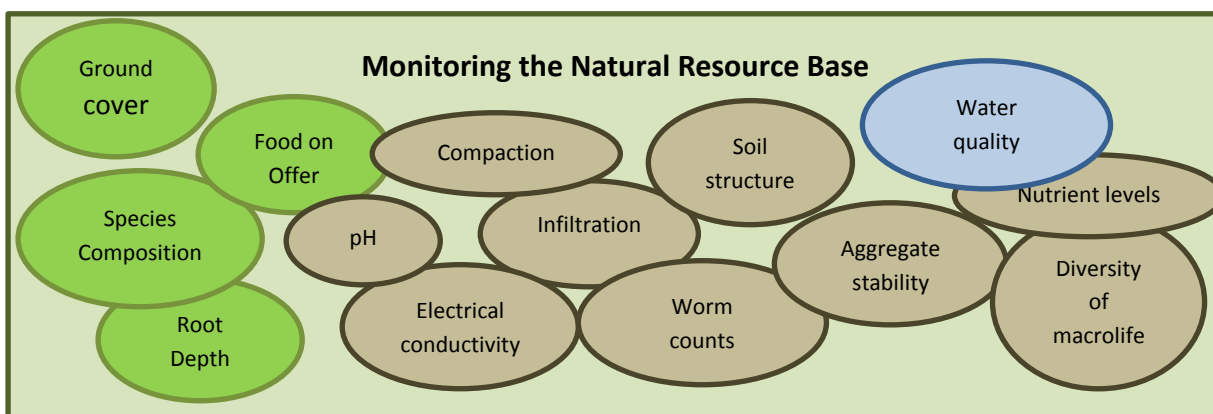 Monitoring the Natural Resource Base
Ground
cover
Food on
Offer
Species
Composition
Root
Depth
Compaction
pH
Infiltration
Electrical
conductivity
Soil
structure
Worm
counts
Water
quality
Nutrient levels
Aggregate
stability
Diversity
of
macrolife